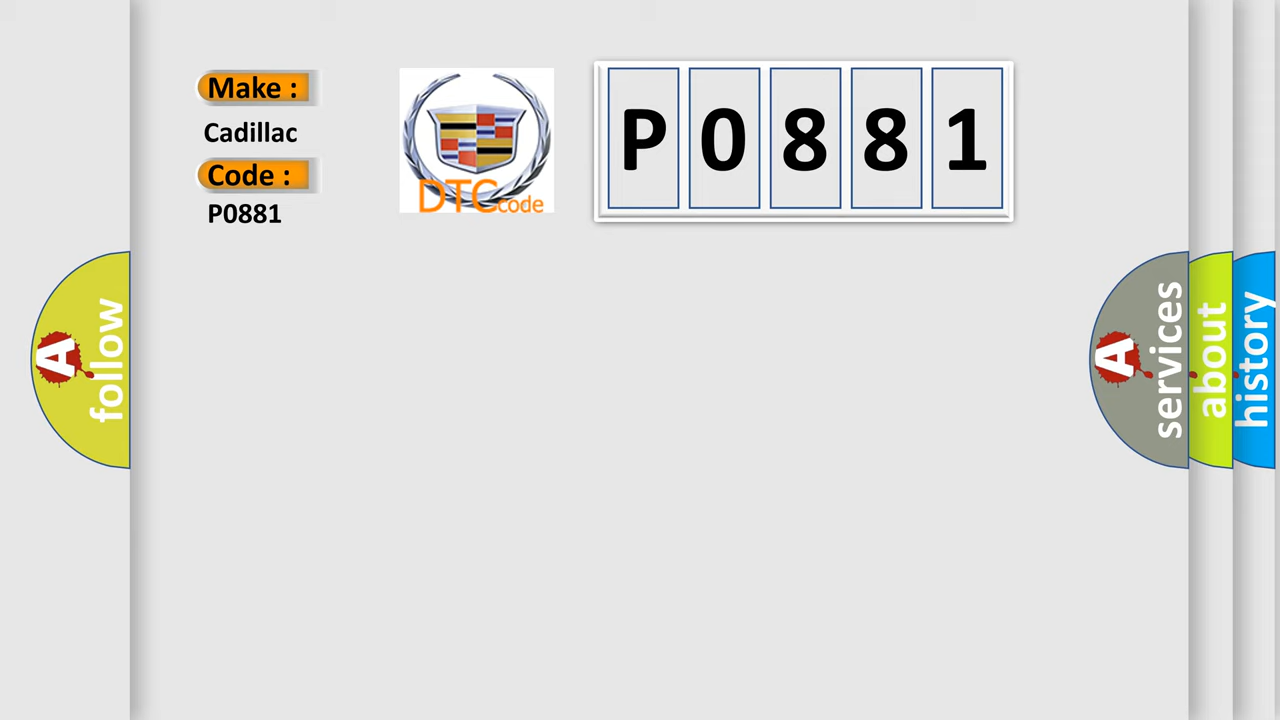 Make :
Cadillac
Code :
P0881
DTCcode
P 0 8 8 1
A follow
A services
about
history